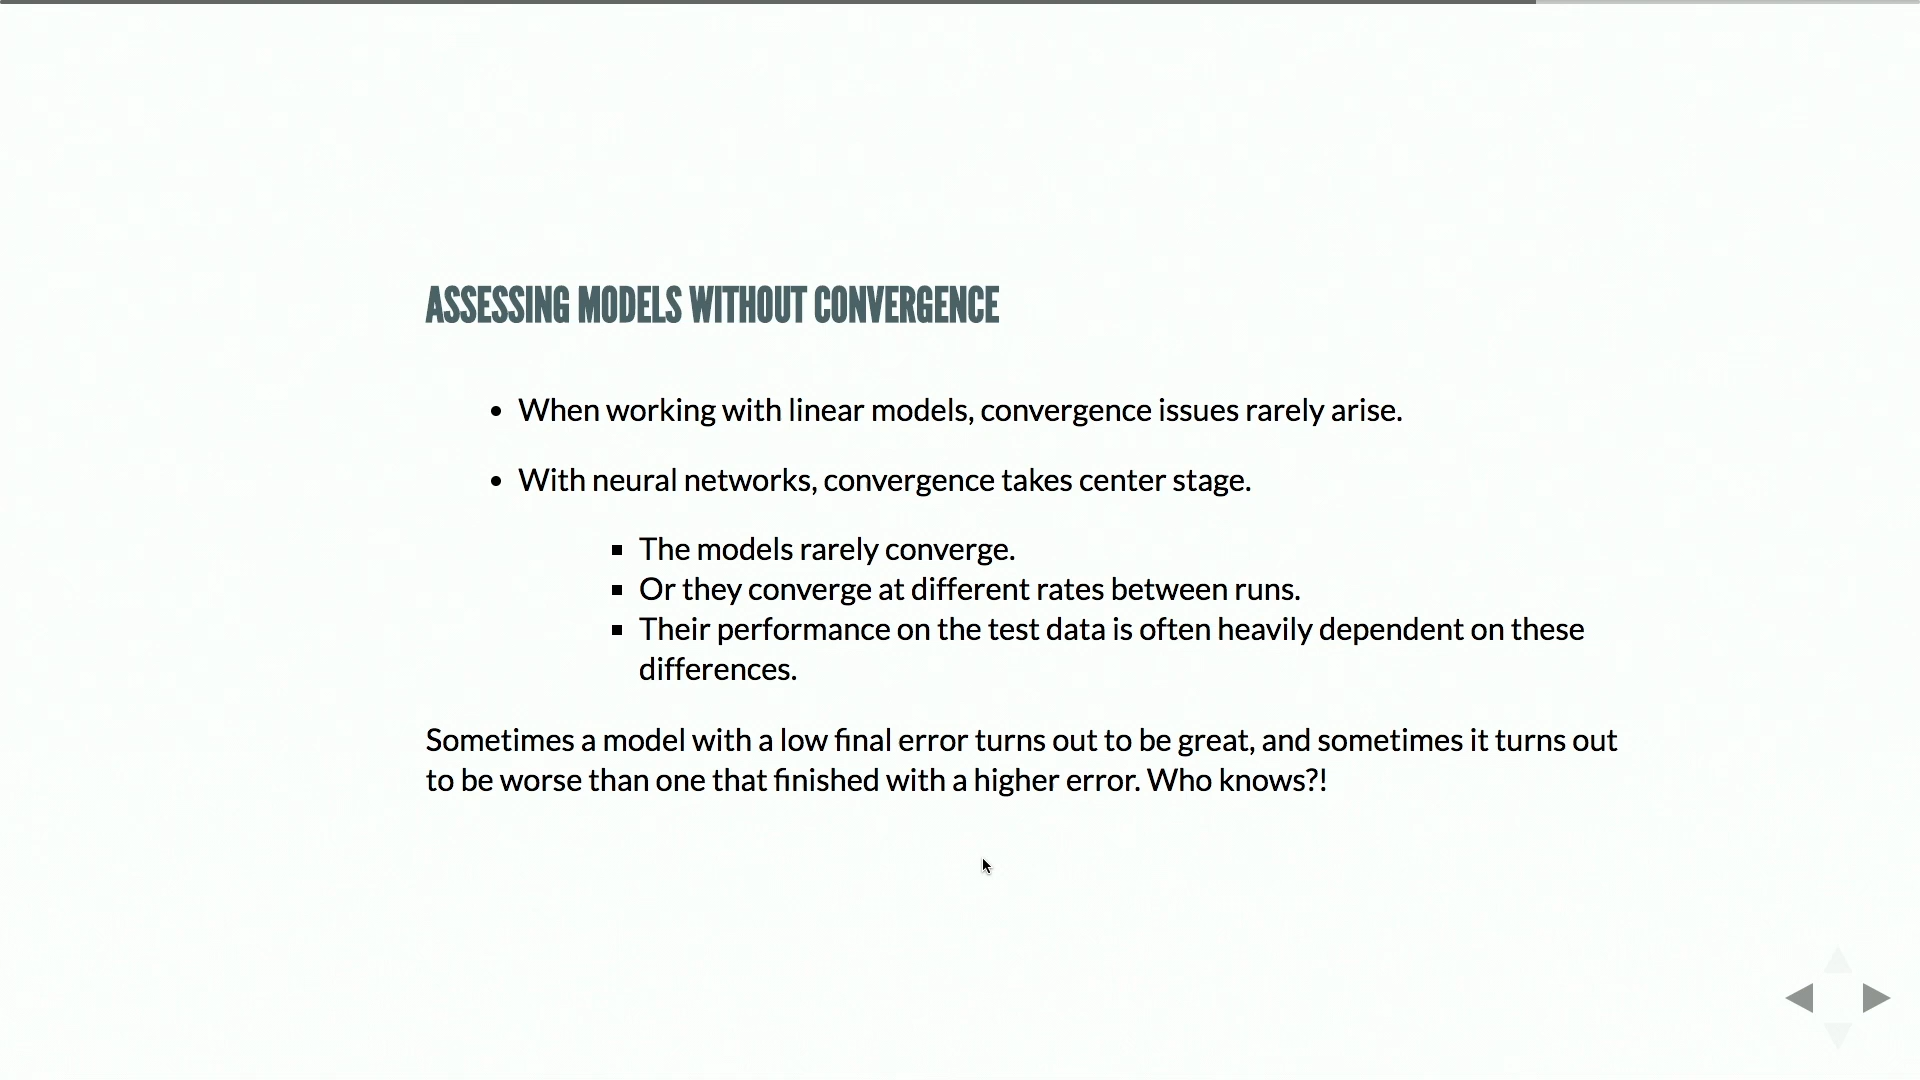 ASSESSING MODELS WITHOUT CONVERGENCE
When working with linear models, convergence issues rarely arise.
With neural networks, convergence takes center stage.
The models rarely converge.
Or they converge at different rates between runs.
Their performance on the test data is often heavily dependent on these
differences.
Sometimes a model with a low final error turns out to be great, and sometimes it turns out
to be worse than one that finished with a higher error. Who knows?!